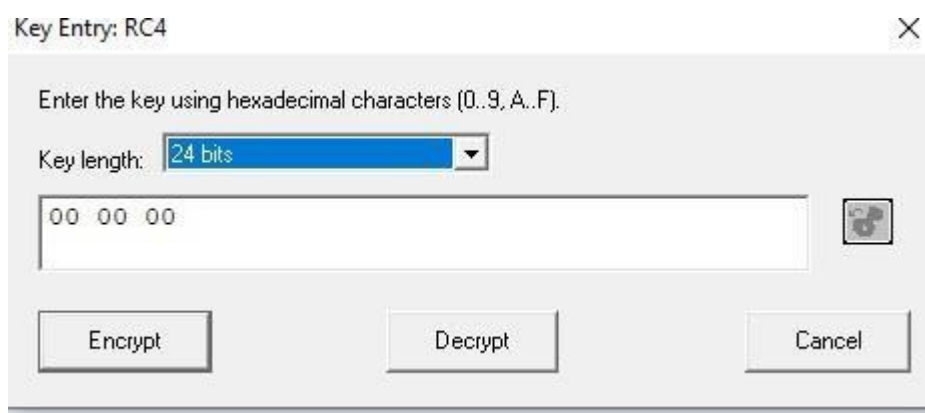 Key Entry: RC4
Enter the key using hexadecimal characters (0..9, A..F).
Key length: 24 bits
00 00 00
Encrypt Decrypt Cancel